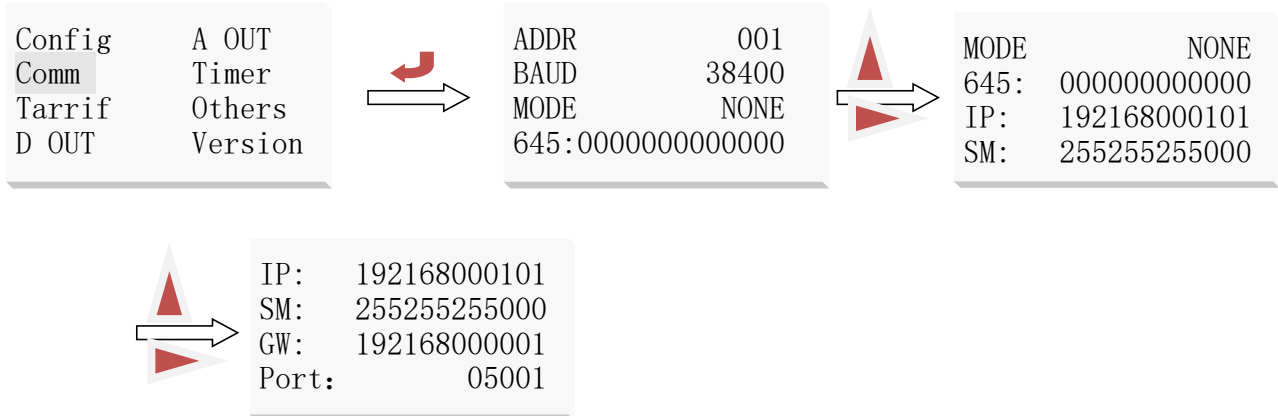 Config A OUT
Comm Timer
Tarrif Others
D OUT Version
ADDR 001
BAUD 38400
MODE NONE
645:0000000000000
MODE NONE
645: 000000000000
IP: 192168000101
SM: 255255255000
IP: 192168000101
SM: 255255255000
GW: 192168000001
Port： 05001